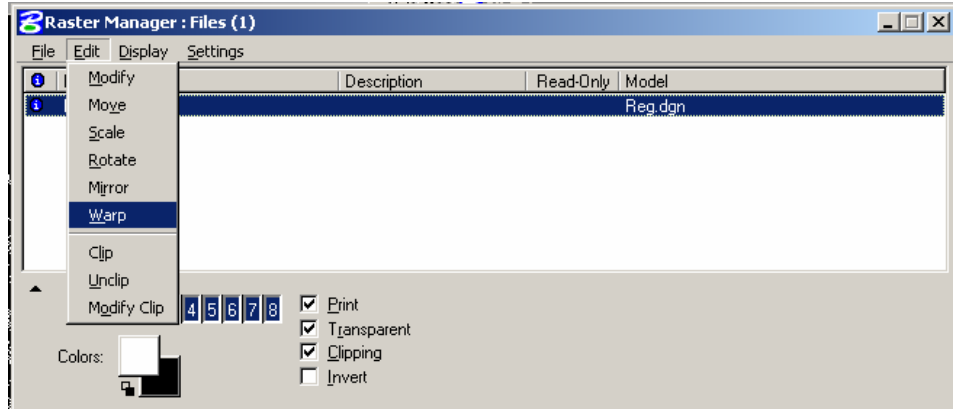 Raster Manager : Files (1)
File Edit Display Settings
Description Read-Only Model
Reg.dgn
Modify
Move
Scale
Rotate
Mirror
Warp
Clip
Unclip
Modify Clip
4 5 6 7 8
Print
Transparent
Clipping
Invert
Colors: